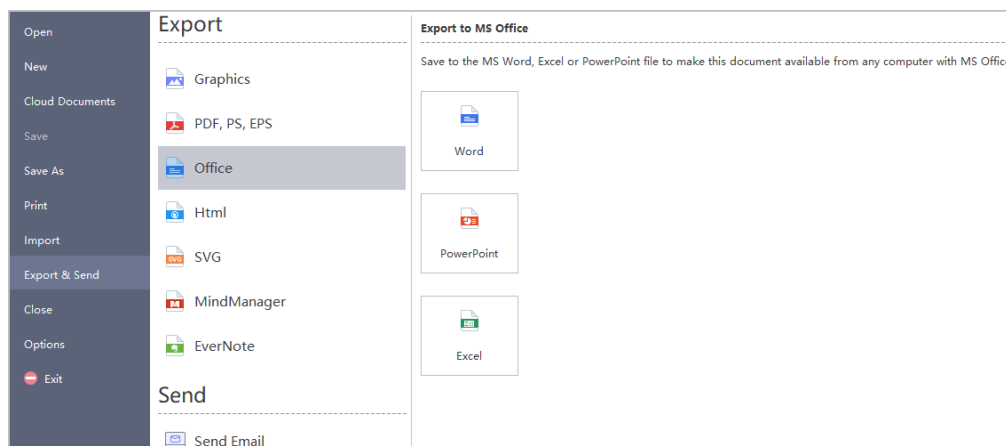 Open
New
Cloud Documents
Save
Save As
Print
Import
Export & Send
Close
Options
Exit
Export
Graphics
PDF, PS, EPS
Office
Html
SVG
SVG
MindManager
EverNote
Send
Send Email
Export to MS Office
Save to the MS Word, Excel or PowerPoint file to make this document available from any computer with MS Offic
Word
PowerPoint
Excel